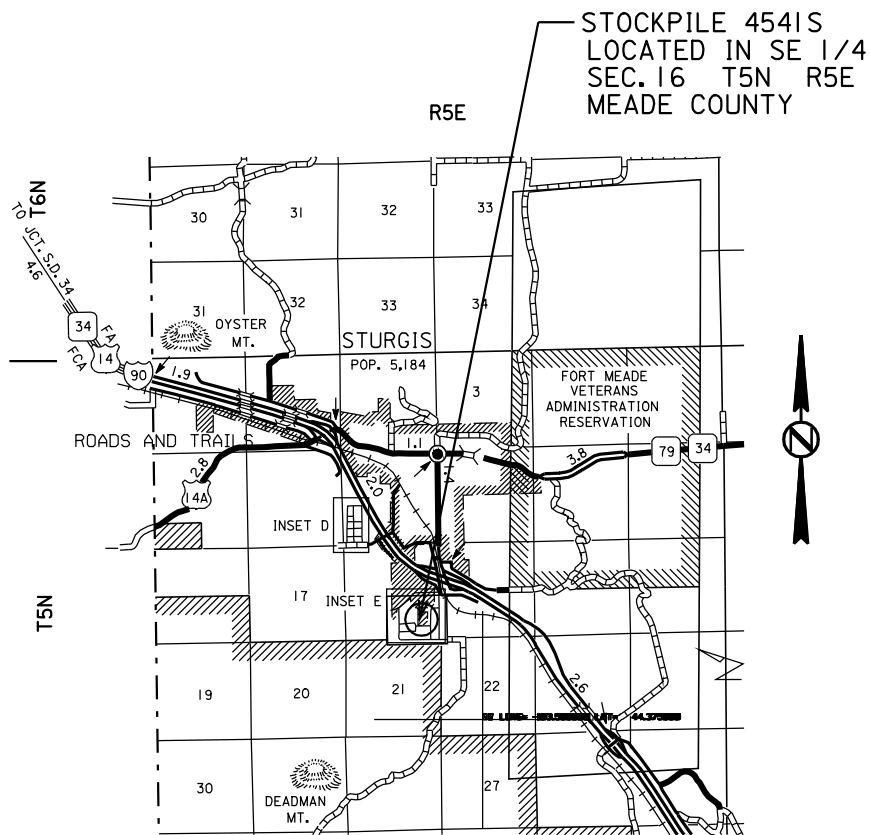 STOCKPILE 4541S
LOCATED IN SE 1/4
SEC. 16 T5N R5E
MEADE COUNTY
R5E
T6N
TO JCT. S.D. 34
4.6
30
31
32
33
31
32
33
34
OYSTER
MT.
STURGIS
POP. 5,184
34
FA
14
FCA
90
1.9
3
FORT MEADE
VETERANS
ADMINISTRATION
RESERVATION
ROADS AND TRAILS
1.1
3.8
79
34
2.8
14A
2.0
N
INSET D
17
INSET E
T5N
19
20
21
22
2.6
44.375000
30
27
DEADMAN
MT.